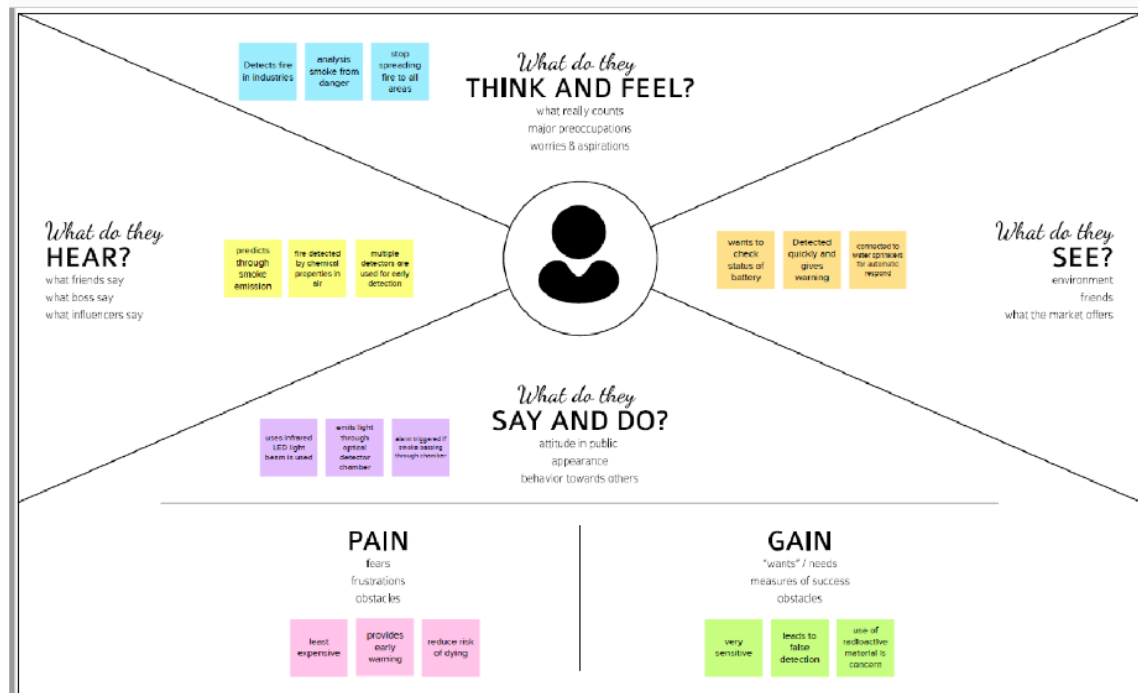 Detects fire
in industries
analysis
smoke from
danger
stop
spreading
fire to all
areas
What do they
THINK AND FEEL?
what really counts
major preoccupations
worries & aspirations
What do they
HEAR?
what friends say
what boss say
what influencers say
predicts
through
smoke
emission
fire detected
by chemical
properties in
air
multiple
detectors are
used for early
detection
wants to
check
status of
battery
Detected
quickly and
gives
warning
connected to
water sprinklers
for automatic
respond
What do they
SEE?
environment
friends
what the market offers
What do they
SAY AND DO?
attitude in public
appearance
behavior towards others
uses infrared
LED light
beam is used
emits light
through
optical
detector
chamber
alarm triggered if
smoke passing
through chamber
PAIN
fears
frustrations
obstacles
least
expensive
provides
early
warning
reduce risk
of dying
GAIN
"wants" / needs
measures of success
obstacles
very
sensitive
leads to
false
detection
use of
radioactive
material is
concern